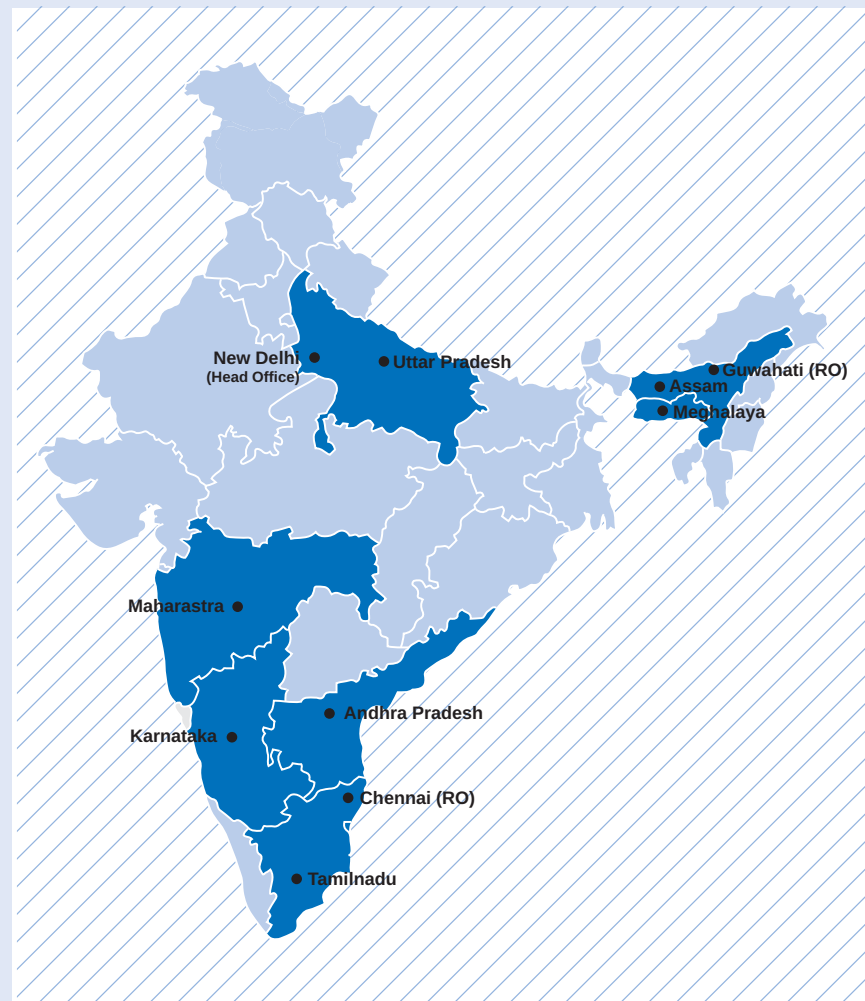 New Delhi
(Head Office)
Uttar Pradesh
Guwahati (RO)
Assam
Meghalaya
Maharastra
Andhra Pradesh
Karnataka
Chennai (RO)
Tamilnadu